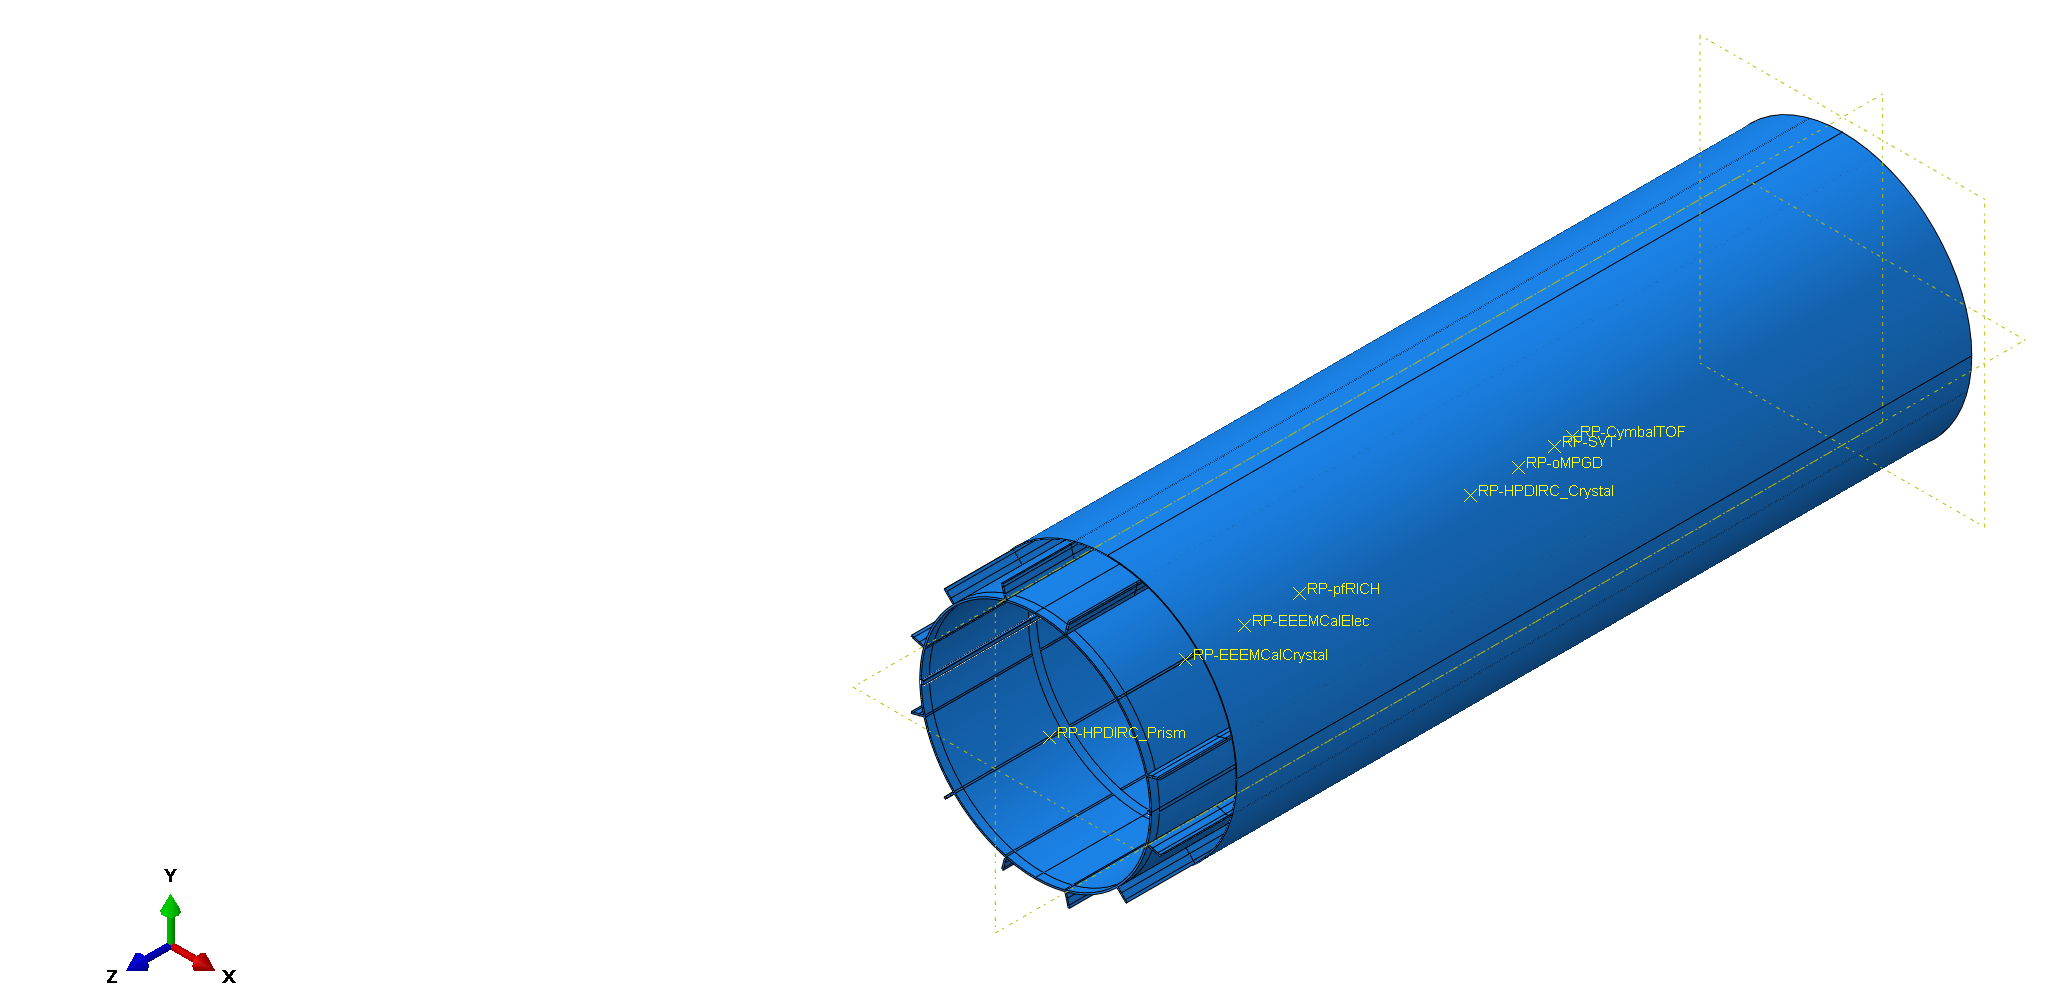 RP-CymbalTOF
RP-SVT
RP-oMPGD
RP-HPDIRC_Crystal
RP-pfRICH
RP-EEEMCalElec
RP-EEEMCalCrystal
RP-HPDIRC_Prism
Y
Z
X